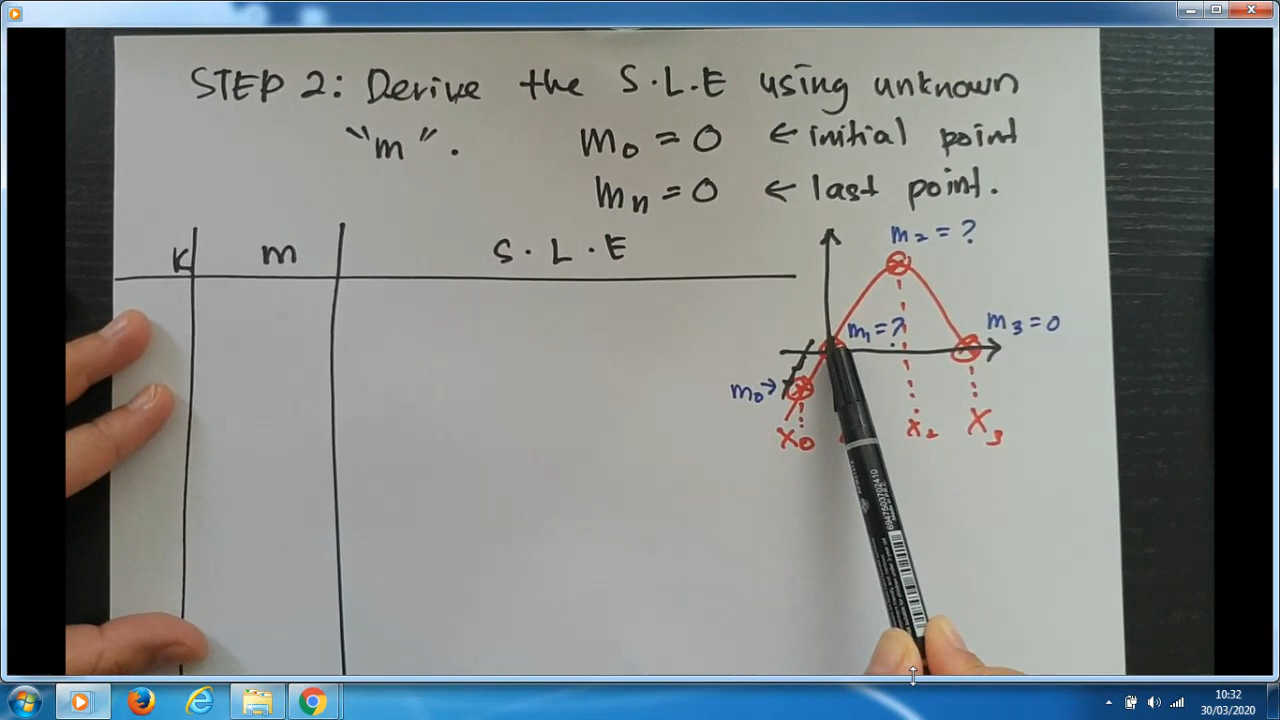 STEP 2: Derive the S.L.E using unknown
"m". m₀ = 0 ← initial point
mₙ = 0 ← last point.
K m S.L.E
m₂ = ?
m₁ = ?
m₃ = 0
m₀ →
x₀ x₂ x₃
6947503702410
10:32
30/03/2020